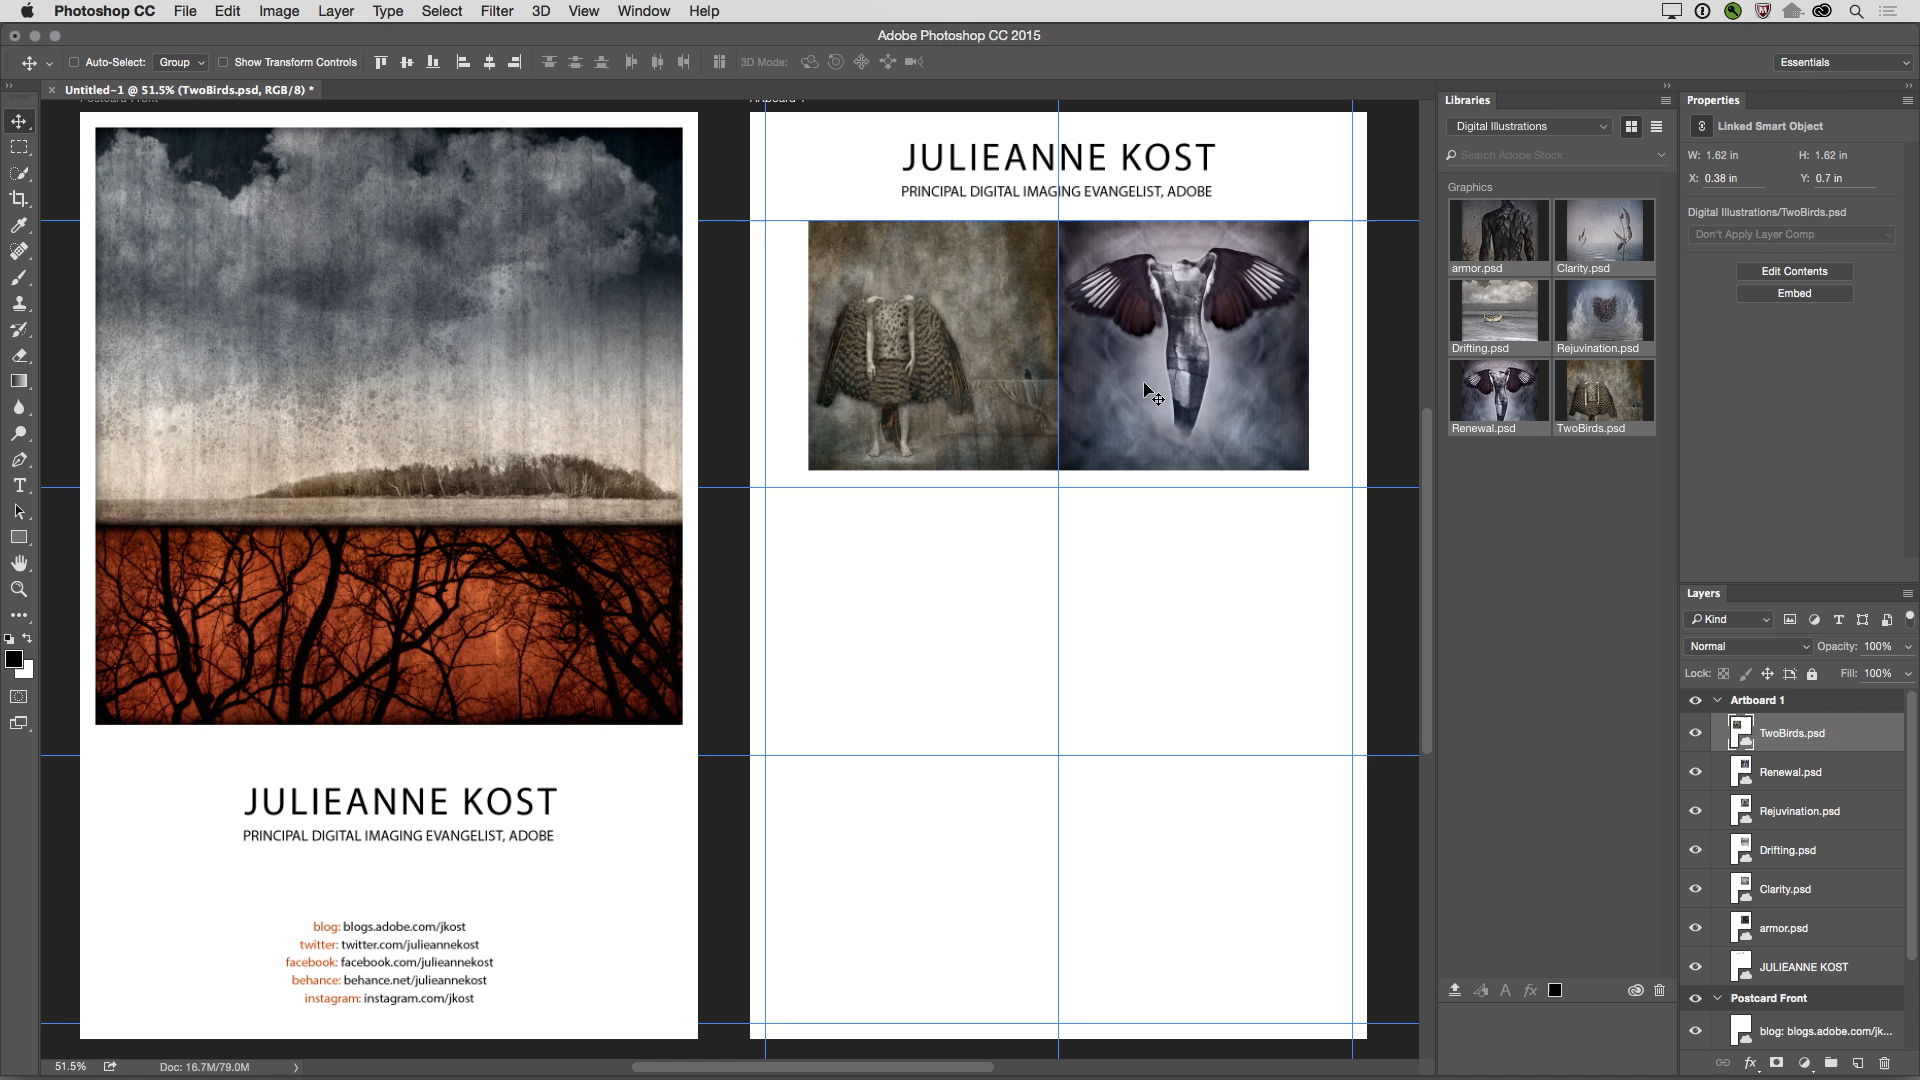 Photoshop CC File Edit Image Layer Type Select Filter 3D View Window Help
Adobe Photoshop CC 2015
Auto-Select: Group Show Transform Controls 3D Mode: Essentials
Untitled-1 @ 51.5% (TwoBirds.psd, RGB/8) *
Postcard Front
Artboard 1
JULIEANNE KOST
PRINCIPAL DIGITAL IMAGING EVANGELIST, ADOBE
JULIEANNE KOST
PRINCIPAL DIGITAL IMAGING EVANGELIST, ADOBE
blog: blogs.adobe.com/jkost
twitter: twitter.com/julieannekost
facebook: facebook.com/julieannekost
behance: behance.net/julieannekost
instagram: instagram.com/jkost
51.5% Doc: 16.7M/79.0M
Libraries
Digital Illustrations
Search Adobe Stock
Graphics
armor.psd Clarity.psd
Drifting.psd Rejuvination.psd
Renewal.psd TwoBirds.psd
Properties
Linked Smart Object
W: 1.62 in H: 1.62 in
X: 0.38 in Y: 0.7 in
Digital Illustrations/TwoBirds.psd
Don't Apply Layer Comp
Edit Contents
Embed
Layers
Kind
Normal Opacity: 100%
Lock: Fill: 100%
Artboard 1
TwoBirds.psd
Renewal.psd
Rejuvination.psd
Drifting.psd
Clarity.psd
armor.psd
JULIEANNE KOST
Postcard Front
blog: blogs.adobe.com/jk...